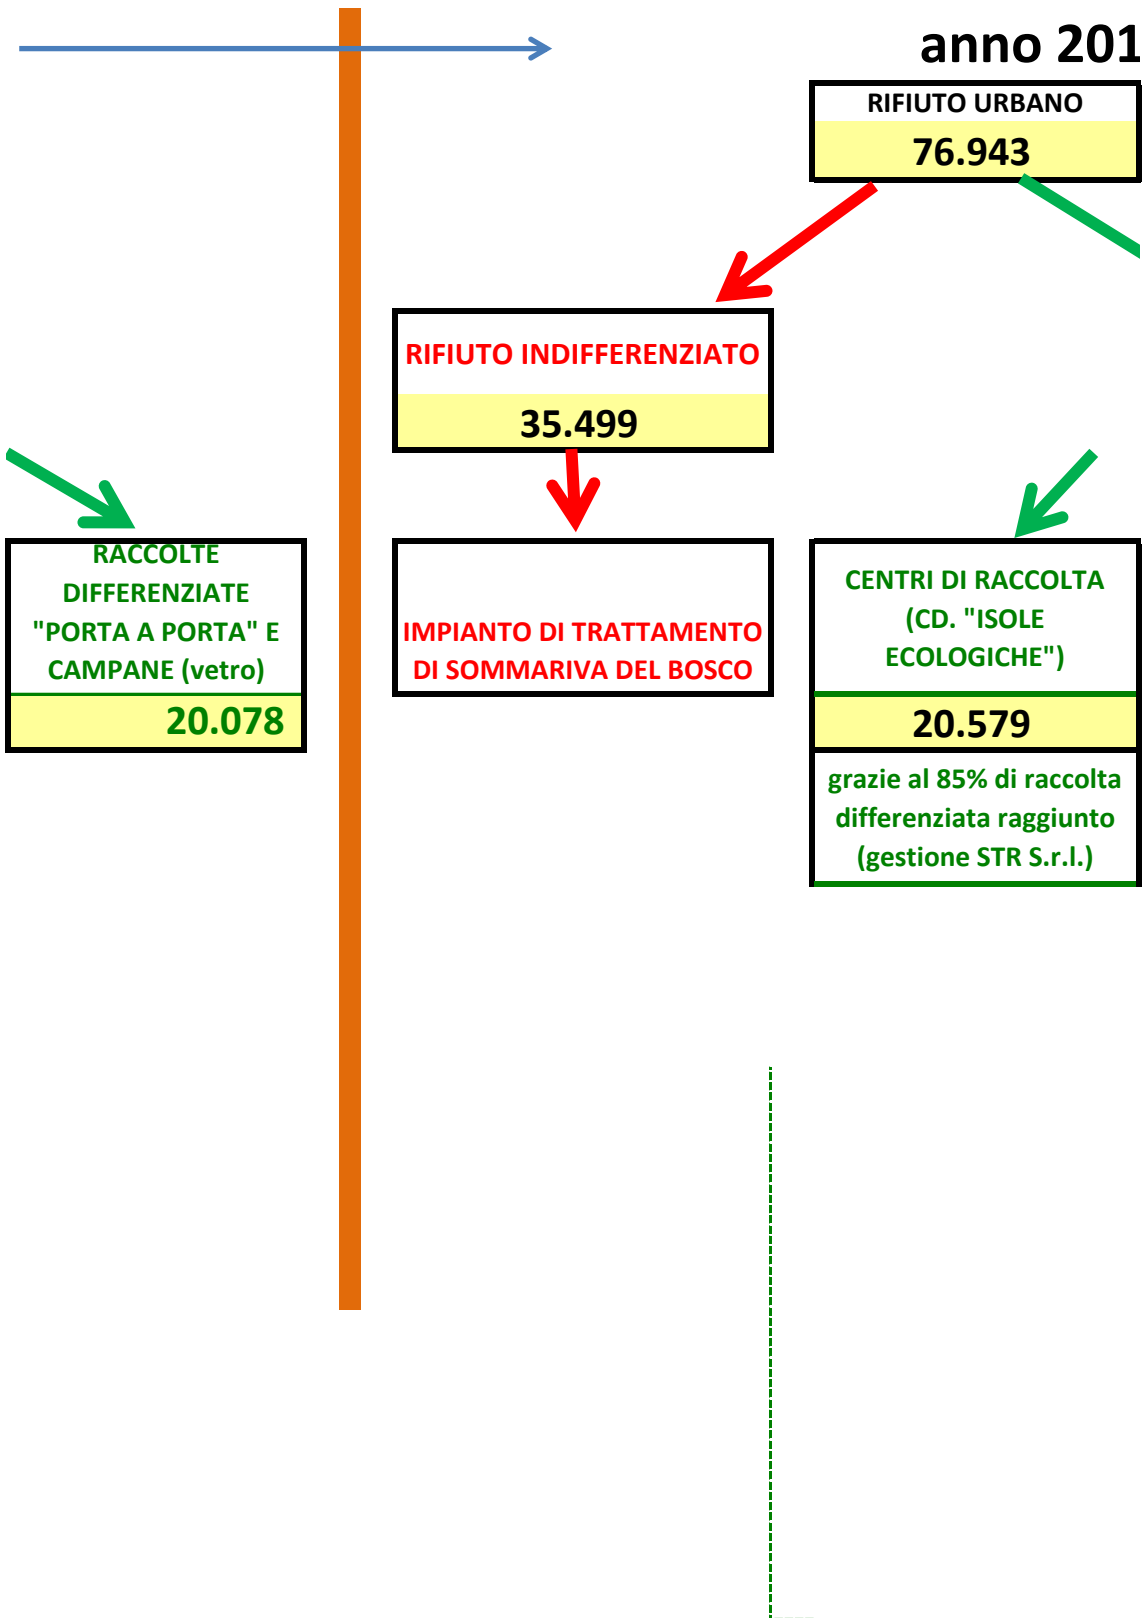 anno 201
RIFIUTO URBANO
76.943
RIFIUTO INDIFFERENZIATO
35.499
RACCOLTE
DIFFERENZIATE
"PORTA A PORTA" E
CAMPANE (vetro)
20.078
IMPIANTO DI TRATTAMENTO
DI SOMMARIVA DEL BOSCO
CENTRI DI RACCOLTA
(CD. "ISOLE
ECOLOGICHE")
20.579
grazie al 85% di raccolta
differenziata raggiunto
(gestione STR S.r.l.)